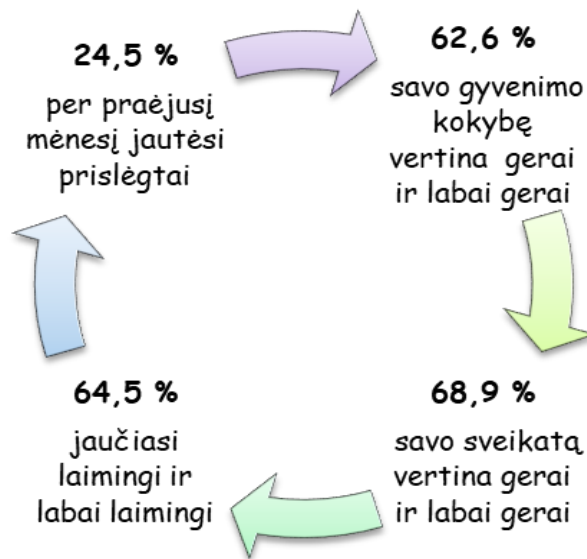 24,5 %
per praėjusį
mėnesį jautėsi
prislėgtai
62,6 %
savo gyvenimo
kokybę
vertina gerai
ir labai gerai
68,9 %
savo sveikatą
vertina gerai
ir labai gerai
64,5 %
jaučiasi
laimingi ir
labai laimingi